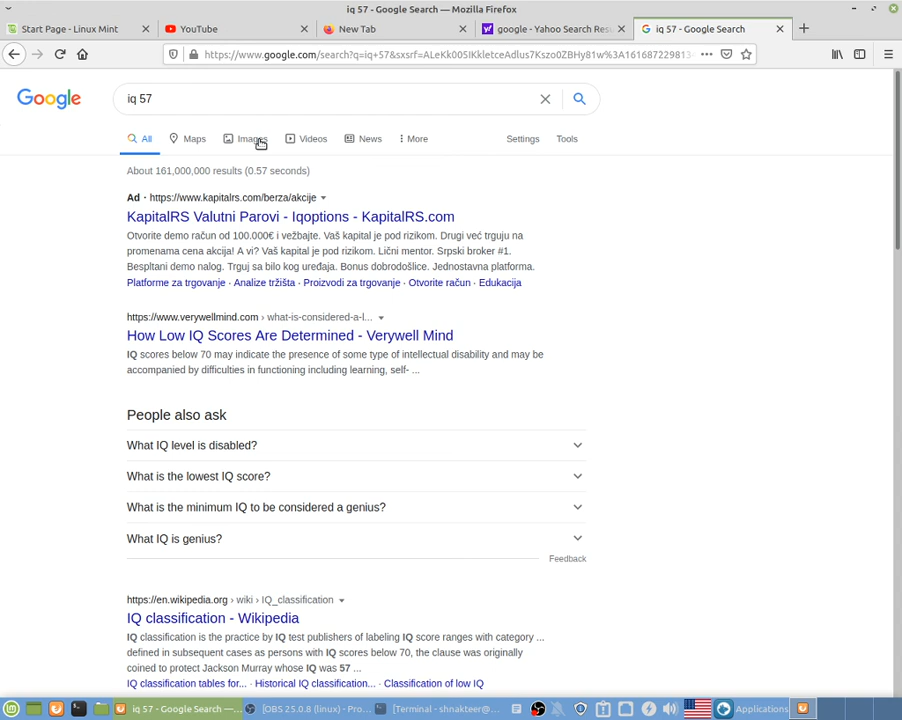 iq 57 - Google Search — Mozilla Firefox
Start Page - Linux Mint
YouTube
New Tab
google - Yahoo Search Res
iq 57 - Google Search
https://www.google.com/search?q=iq+57&sxsrf=ALeKk005IKkletceAdlus7Kszo0ZBHy81w%3A1616872298134
Google
iq 57
All
Maps
Images
Videos
News
More
Settings
Tools
About 161,000,000 results (0.57 seconds)
Ad · https://www.kapitalrs.com/berza/akcije
KapitalRS Valutni Parovi - Iqoptions - KapitalRS.com
Otvorite demo račun od 100.000€ i vežbajte. Vaš kapital je pod rizikom. Drugi već trguju na
promenama cena akcija! A vi? Vaš kapital je pod rizikom. Lični mentor. Srpski broker #1.
Bespltani demo nalog. Trguj sa bilo kog uređaja. Bonus dobrodošlice. Jednostavna platforma.
Platforme za trgovanje · Analize tržišta · Proizvodi za trgovanje · Otvorite račun · Edukacija
https://www.verywellmind.com › what-is-considered-a-l...
How Low IQ Scores Are Determined - Verywell Mind
IQ scores below 70 may indicate the presence of some type of intellectual disability and may be
accompanied by difficulties in functioning including learning, self- ...
People also ask
What IQ level is disabled?
What is the lowest IQ score?
What is the minimum IQ to be considered a genius?
What IQ is genius?
Feedback
https://en.wikipedia.org › wiki › IQ_classification
IQ classification - Wikipedia
IQ classification is the practice by IQ test publishers of labeling IQ score ranges with category ...
defined in subsequent cases as persons with IQ scores below 70, the clause was originally
coined to protect Jackson Murray whose IQ was 57 ...
IQ classification tables for... · Historical IQ classification... · Classification of low IQ
iq 57 - Google Search —...
[OBS 25.0.8 (linux) - Pro...
[Terminal - shnakteer@...
Applications